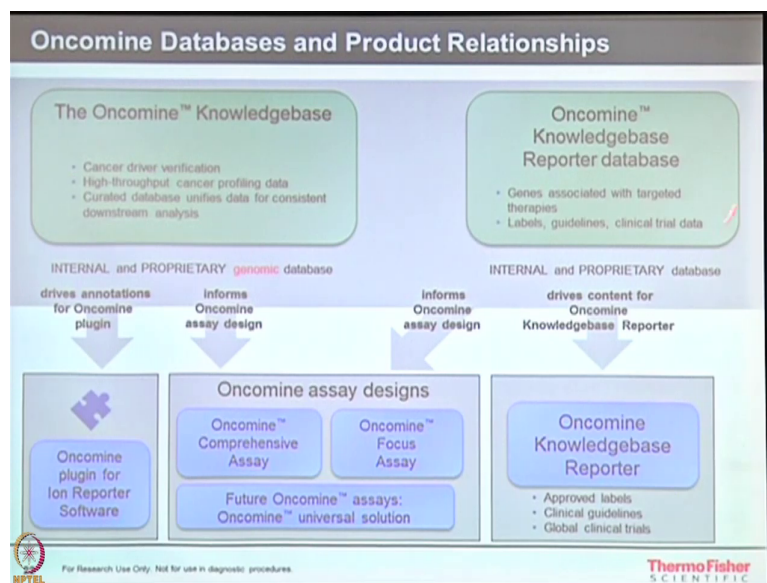 Oncomine Databases and Product Relationships
The Oncomine™ Knowledgebase
• Cancer driver verification
• High-throughput cancer profiling data
• Curated database unifies data for consistent
downstream analysis
INTERNAL and PROPRIETARY genomic database
Oncomine™
Knowledgebase
Reporter database
• Genes associated with targeted
therapies
• Labels, guidelines, clinical trial data
INTERNAL and PROPRIETARY database
drives annotations
for Oncomine
plugin
informs
Oncomine
assay design
informs
Oncomine
assay design
drives content for
Oncomine
Knowledgebase Reporter
Oncomine
plugin for
Ion Reporter
Software
Oncomine assay designs
Oncomine™
Comprehensive
Assay
Oncomine™
Focus
Assay
Future Oncomine™ assays:
Oncomine™ universal solution
Oncomine
Knowledgebase
Reporter
• Approved labels
• Clinical guidelines
• Global clinical trials
For Research Use Only. Not for use in diagnostic procedures.
ThermoFisher
SCIENTIFIC
NPTEL